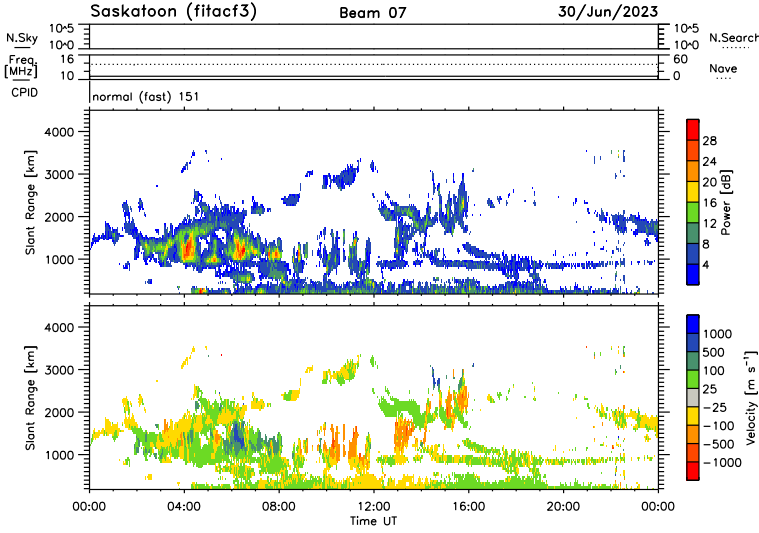 Saskatoon (fitacf3) Beam 07 30/Jun/2023
N.Sky 10^5 10^5 N.Search
10^0 10^0
Freq. [MHz] 16 60 Nave
10 0
CPID normal (fast) 151
Slant Range [km]
4000
3000
2000
1000
Power [dB]
28
24
20
16
12
8
4
Slant Range [km]
4000
3000
2000
1000
Velocity [m s⁻¹]
1000
500
100
25
−25
−100
−500
−1000
00:00 04:00 08:00 12:00 16:00 20:00 00:00
Time UT